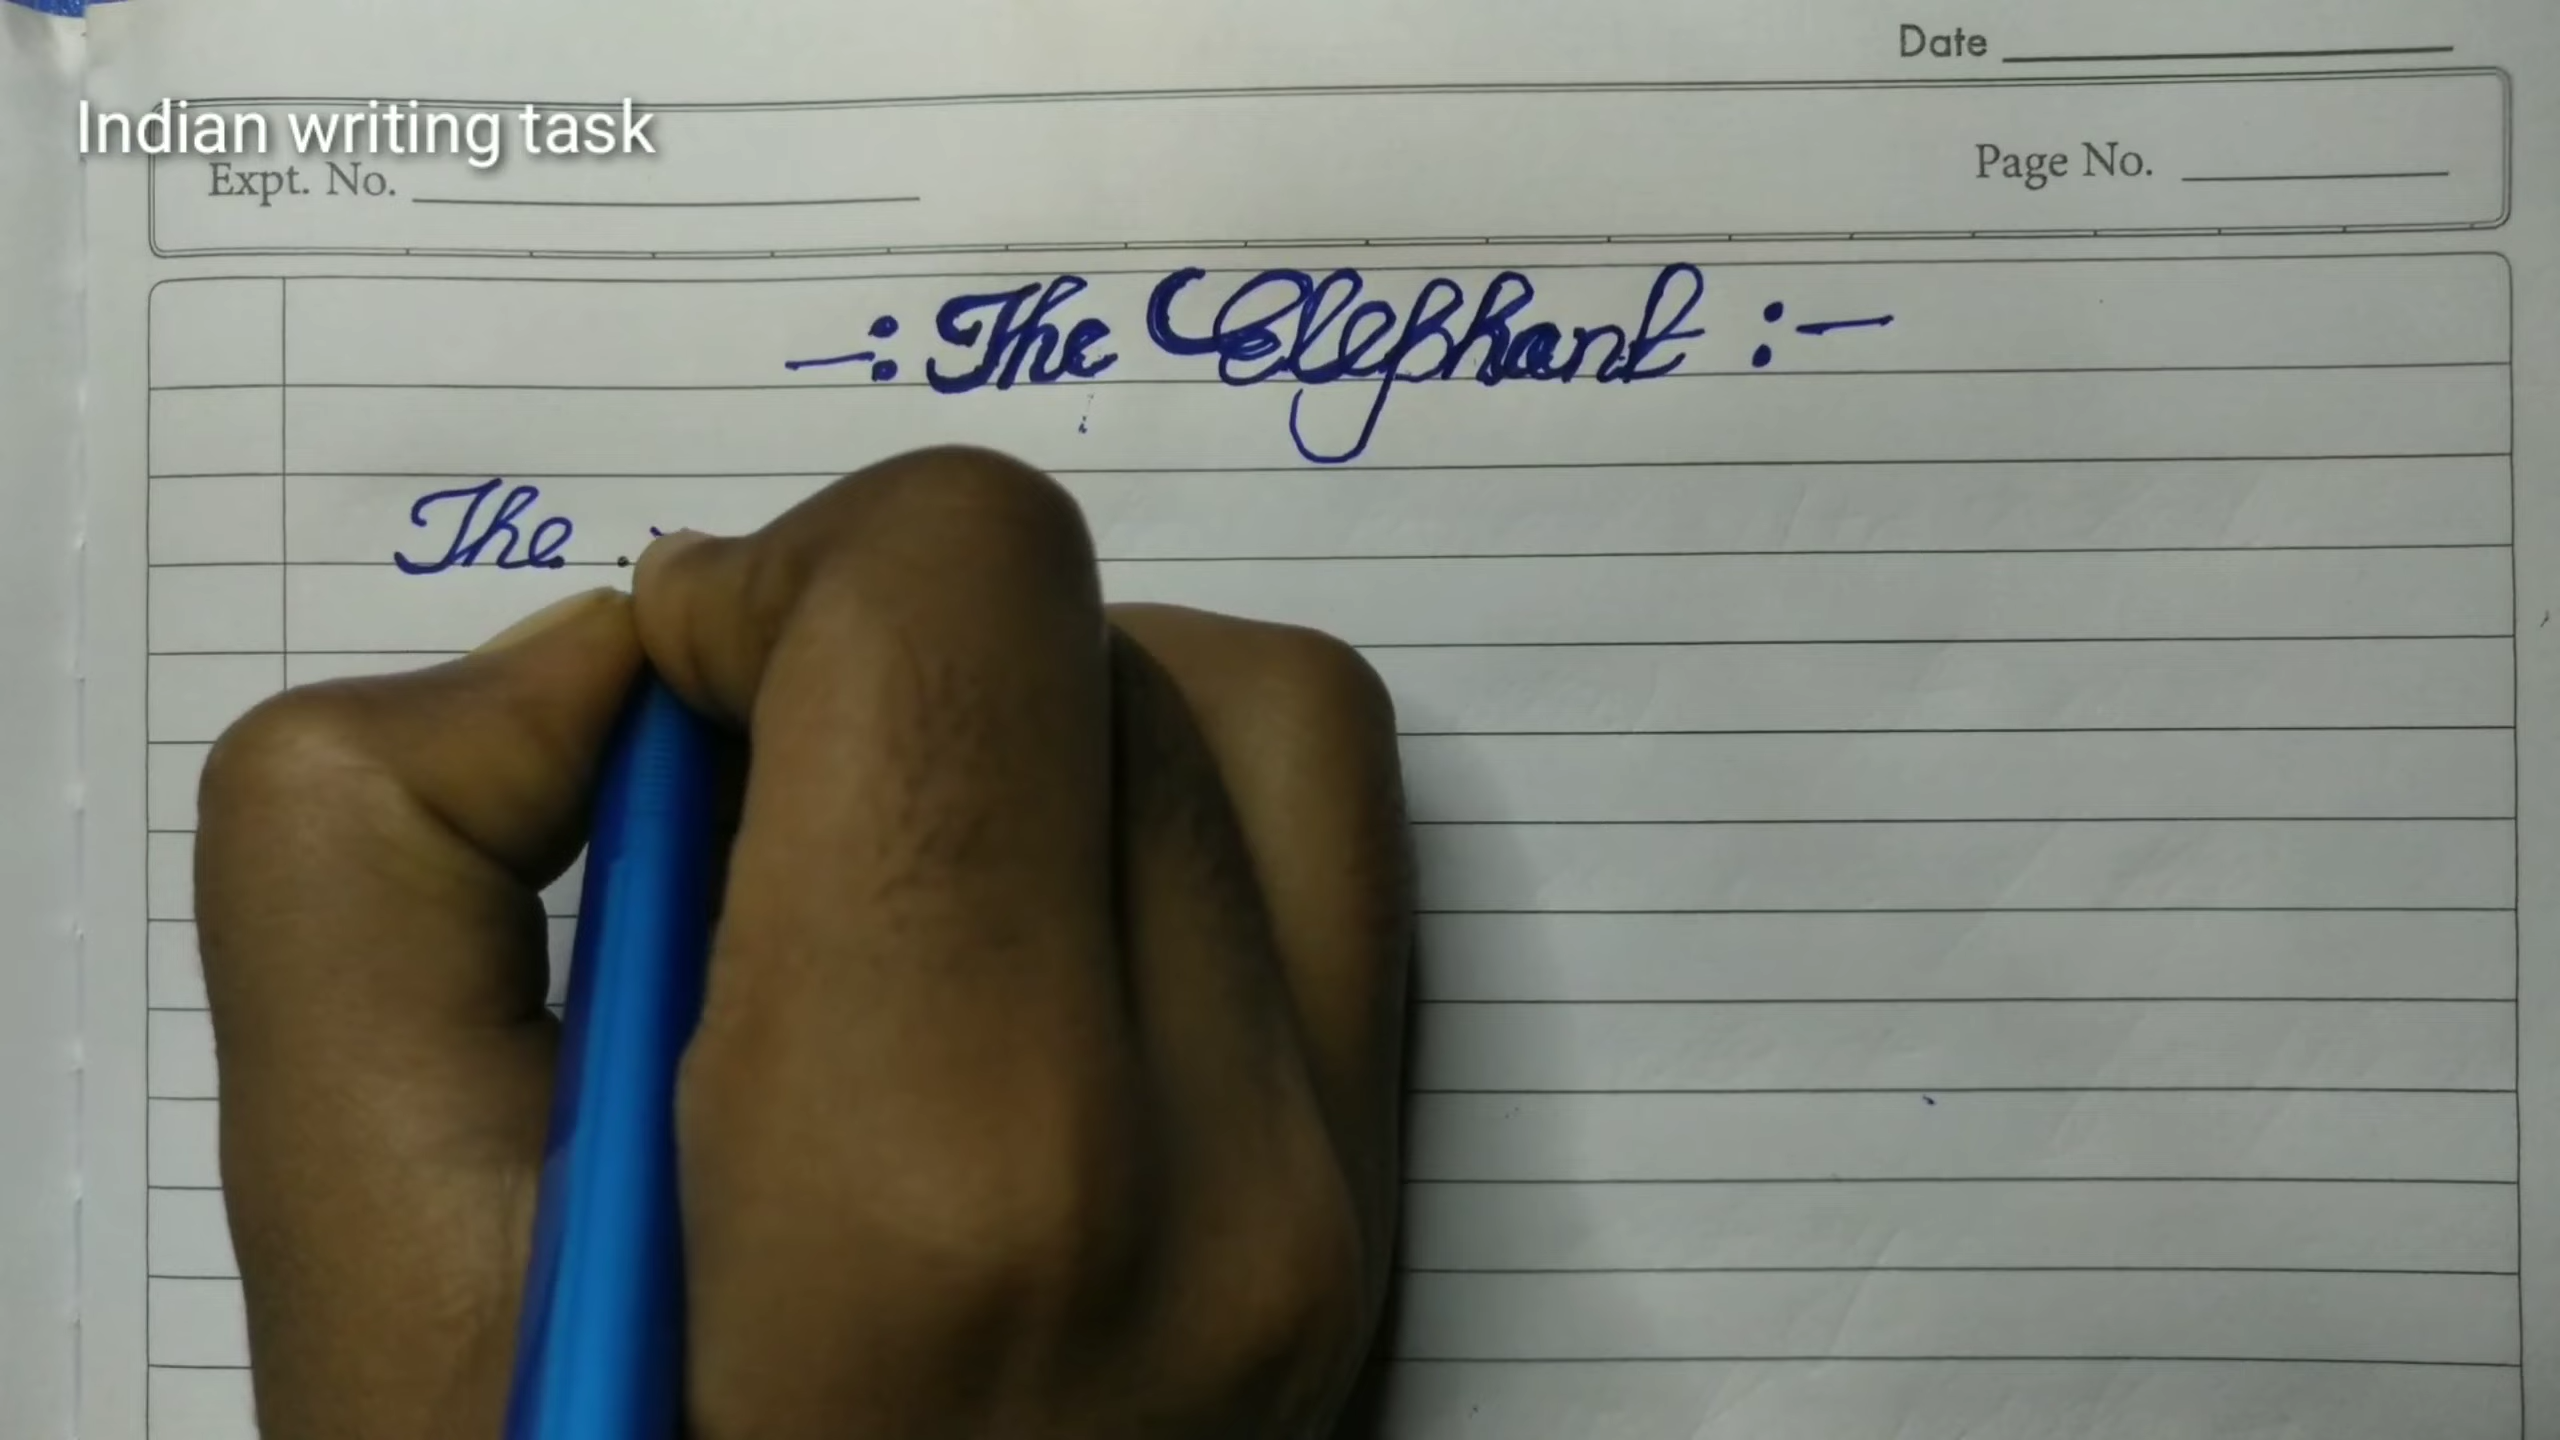 Date
Indian writing task
Expt. No.
Page No.
-: The Elephant :-
The